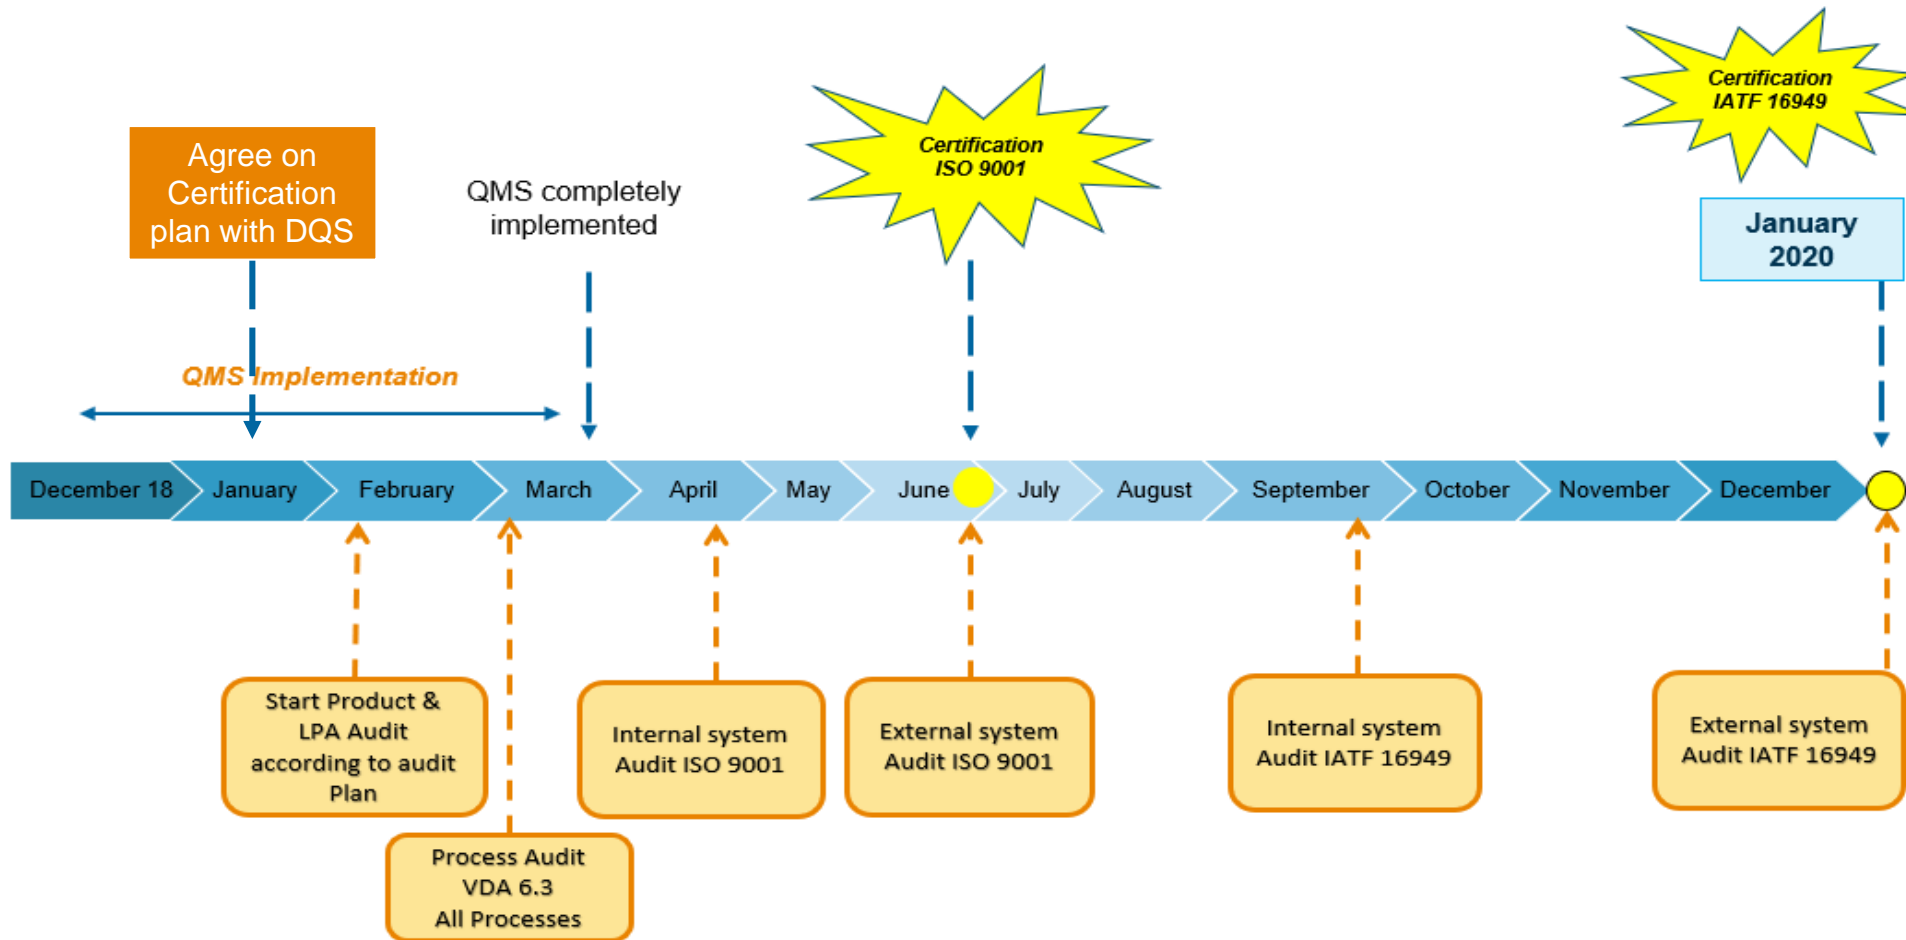 Certification
IATF 16949
Certification
ISO 9001
Agree on
Certification
plan with DQS
QMS completely
implemented
January
2020
QMS Implementation
December 18
January
February
March
April
May
June
July
August
September
October
November
December
Start Product &
LPA Audit
according to audit
Plan
Internal system
Audit ISO 9001
External system
Audit ISO 9001
Internal system
Audit IATF 16949
External system
Audit IATF 16949
Process Audit
VDA 6.3
All Processes